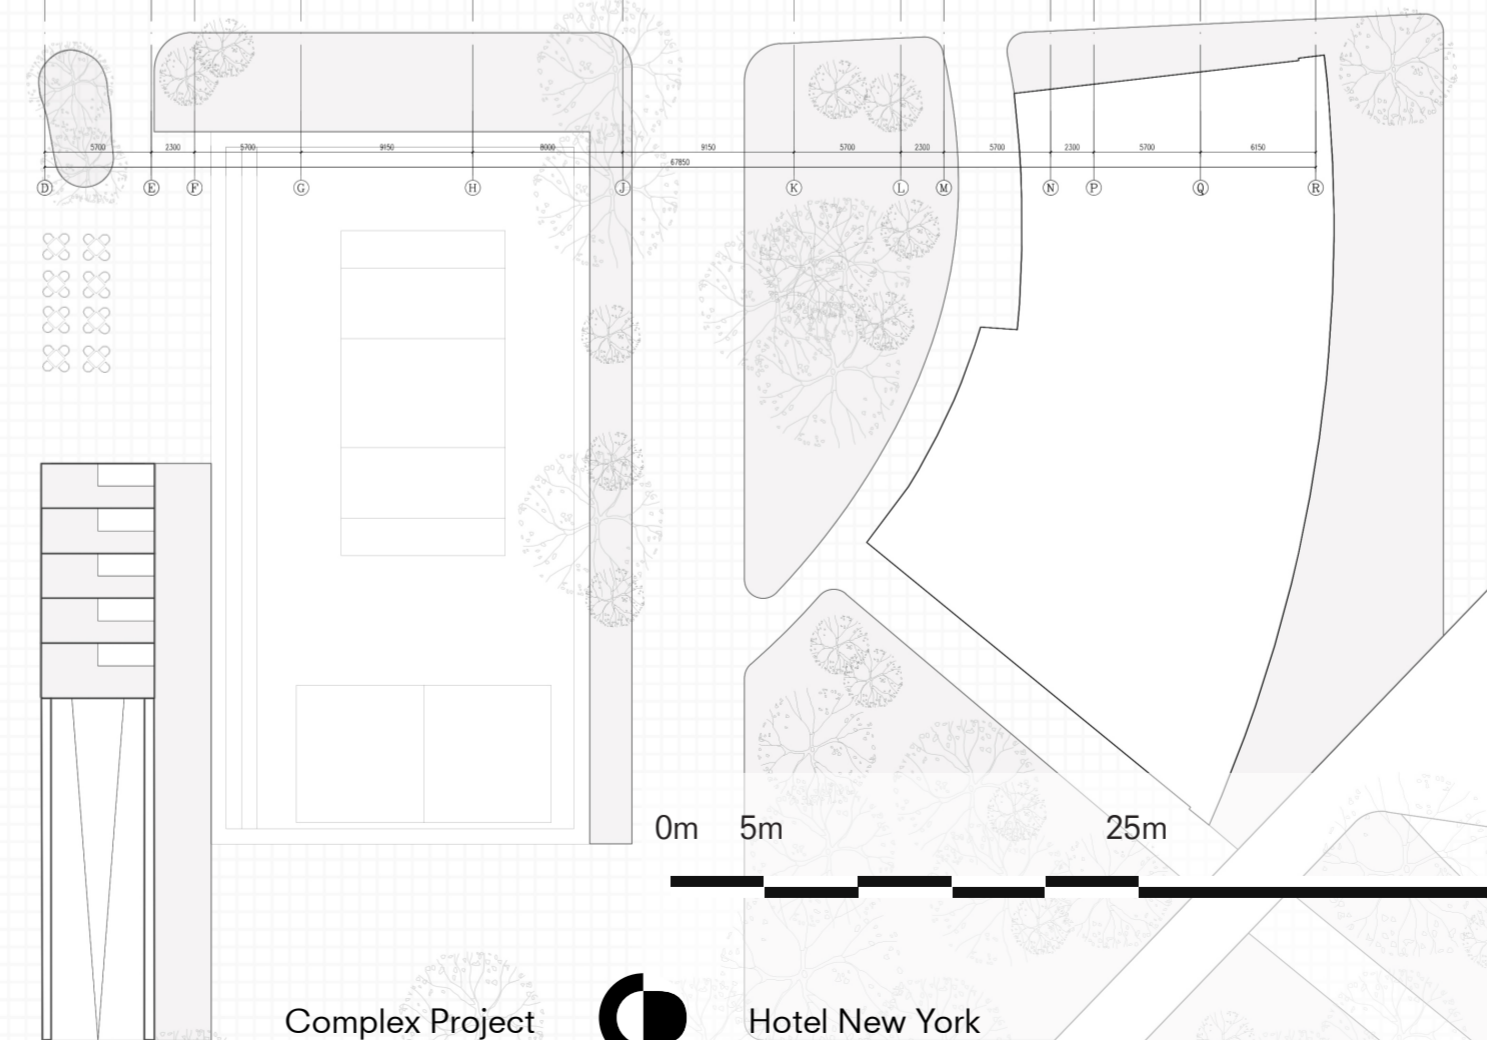 5700 2300 5700 9150 8000 9150 5700 2300 5700 2300 5700 6150
67850
D E F G H J K L M N P Q R
0m 5m 25m
Complex Project Hotel New York